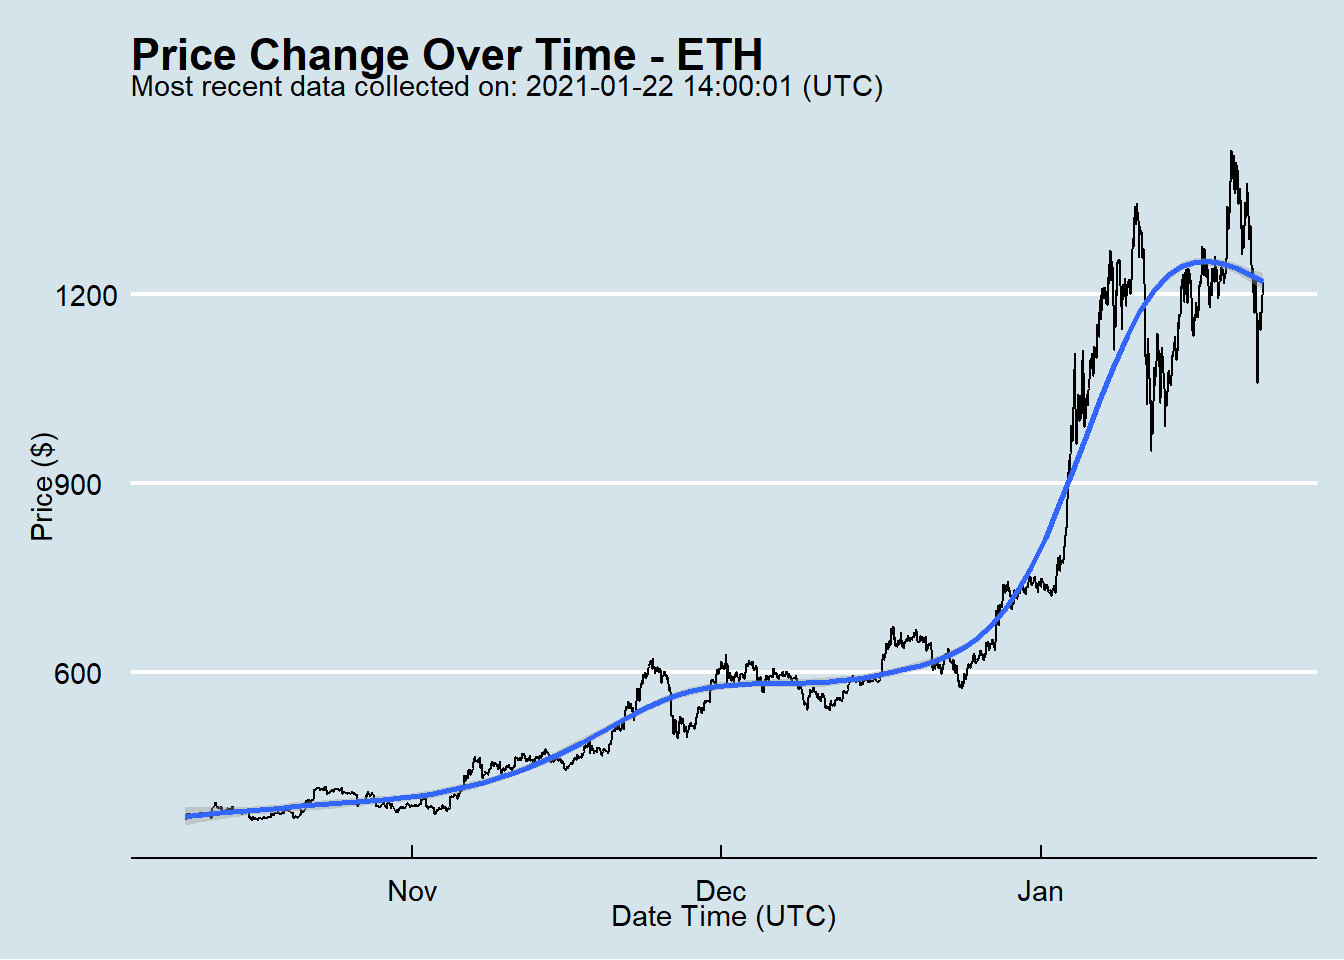 Price Change Over Time - ETH
Most recent data collected on: 2021-01-22 14:00:01 (UTC)
1200
900
600
Price ($)
Nov Dec Jan
Date Time (UTC)